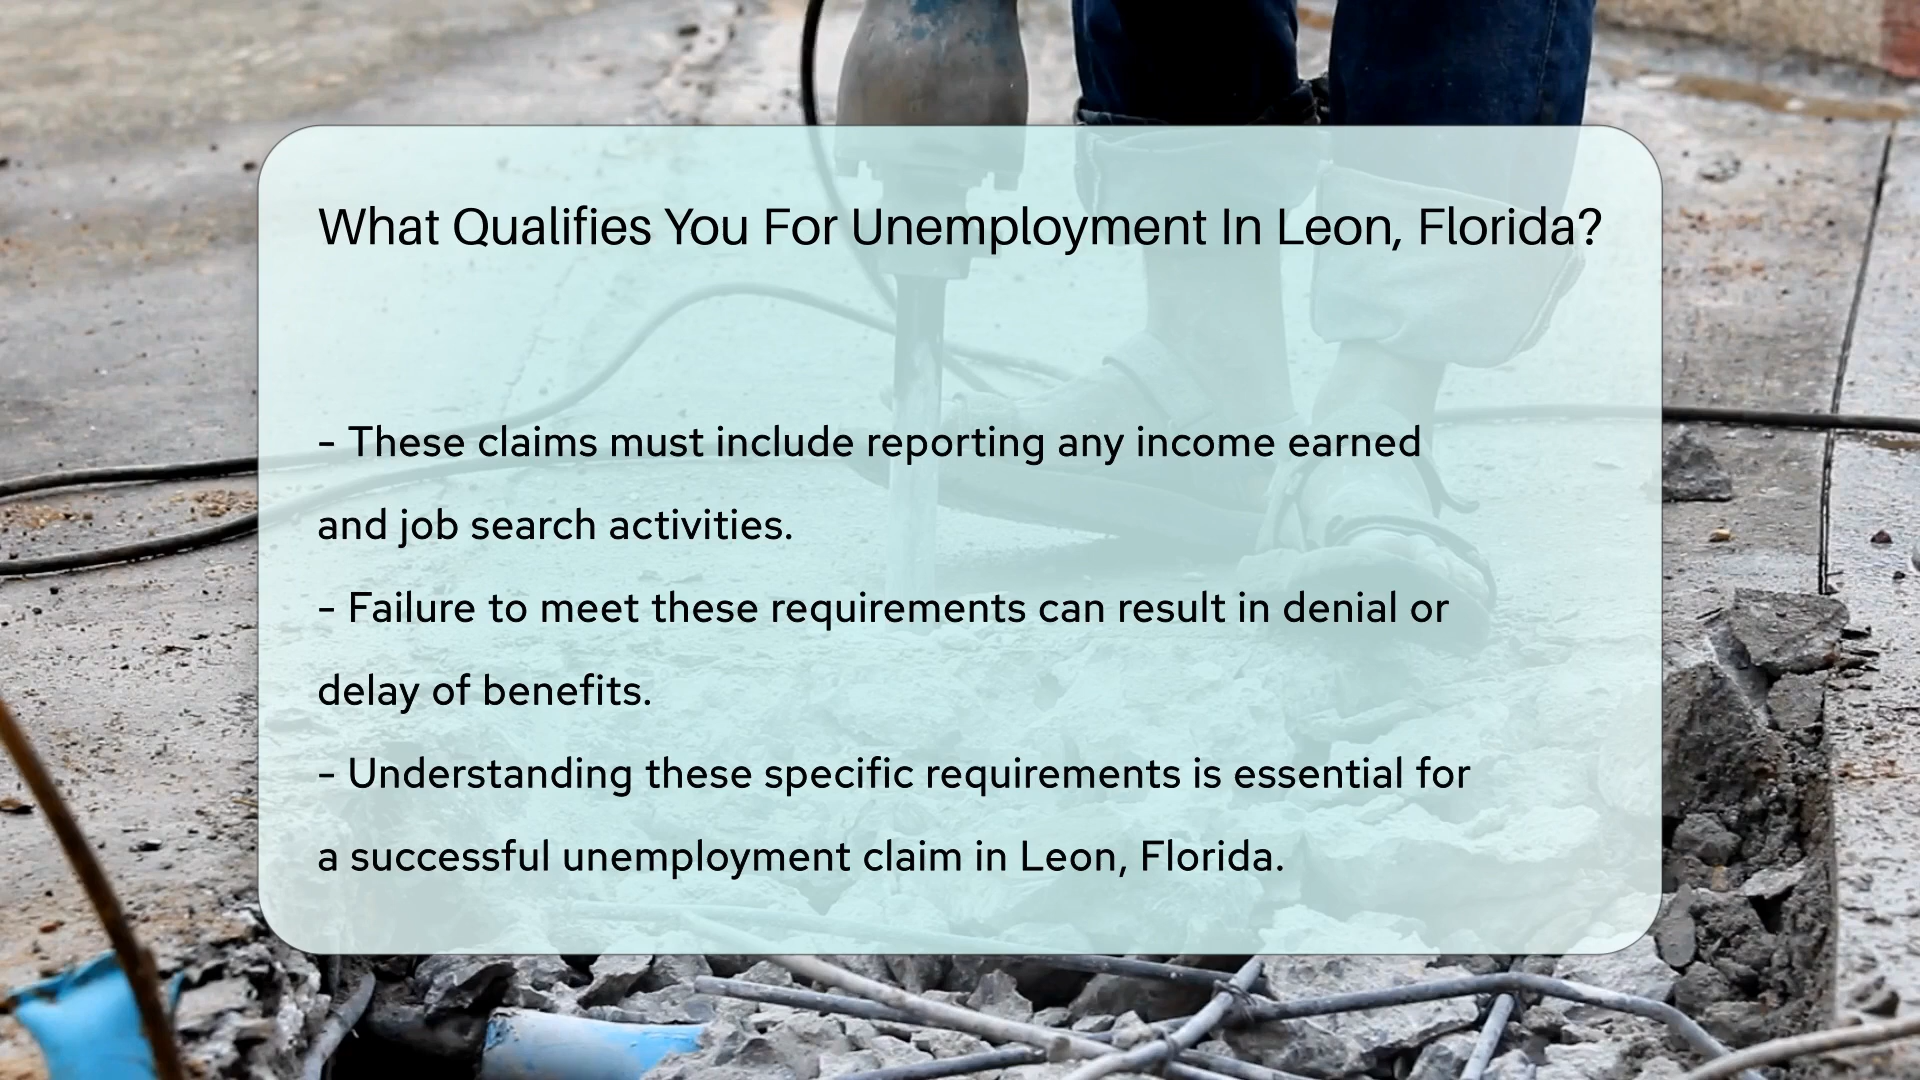 What Qualifies You For Unemployment In Leon, Florida?
– These claims must include reporting any income earned
and job search activities.
– Failure to meet these requirements can result in denial or
delay of benefits.
– Understanding these specific requirements is essential for
a successful unemployment claim in Leon, Florida.